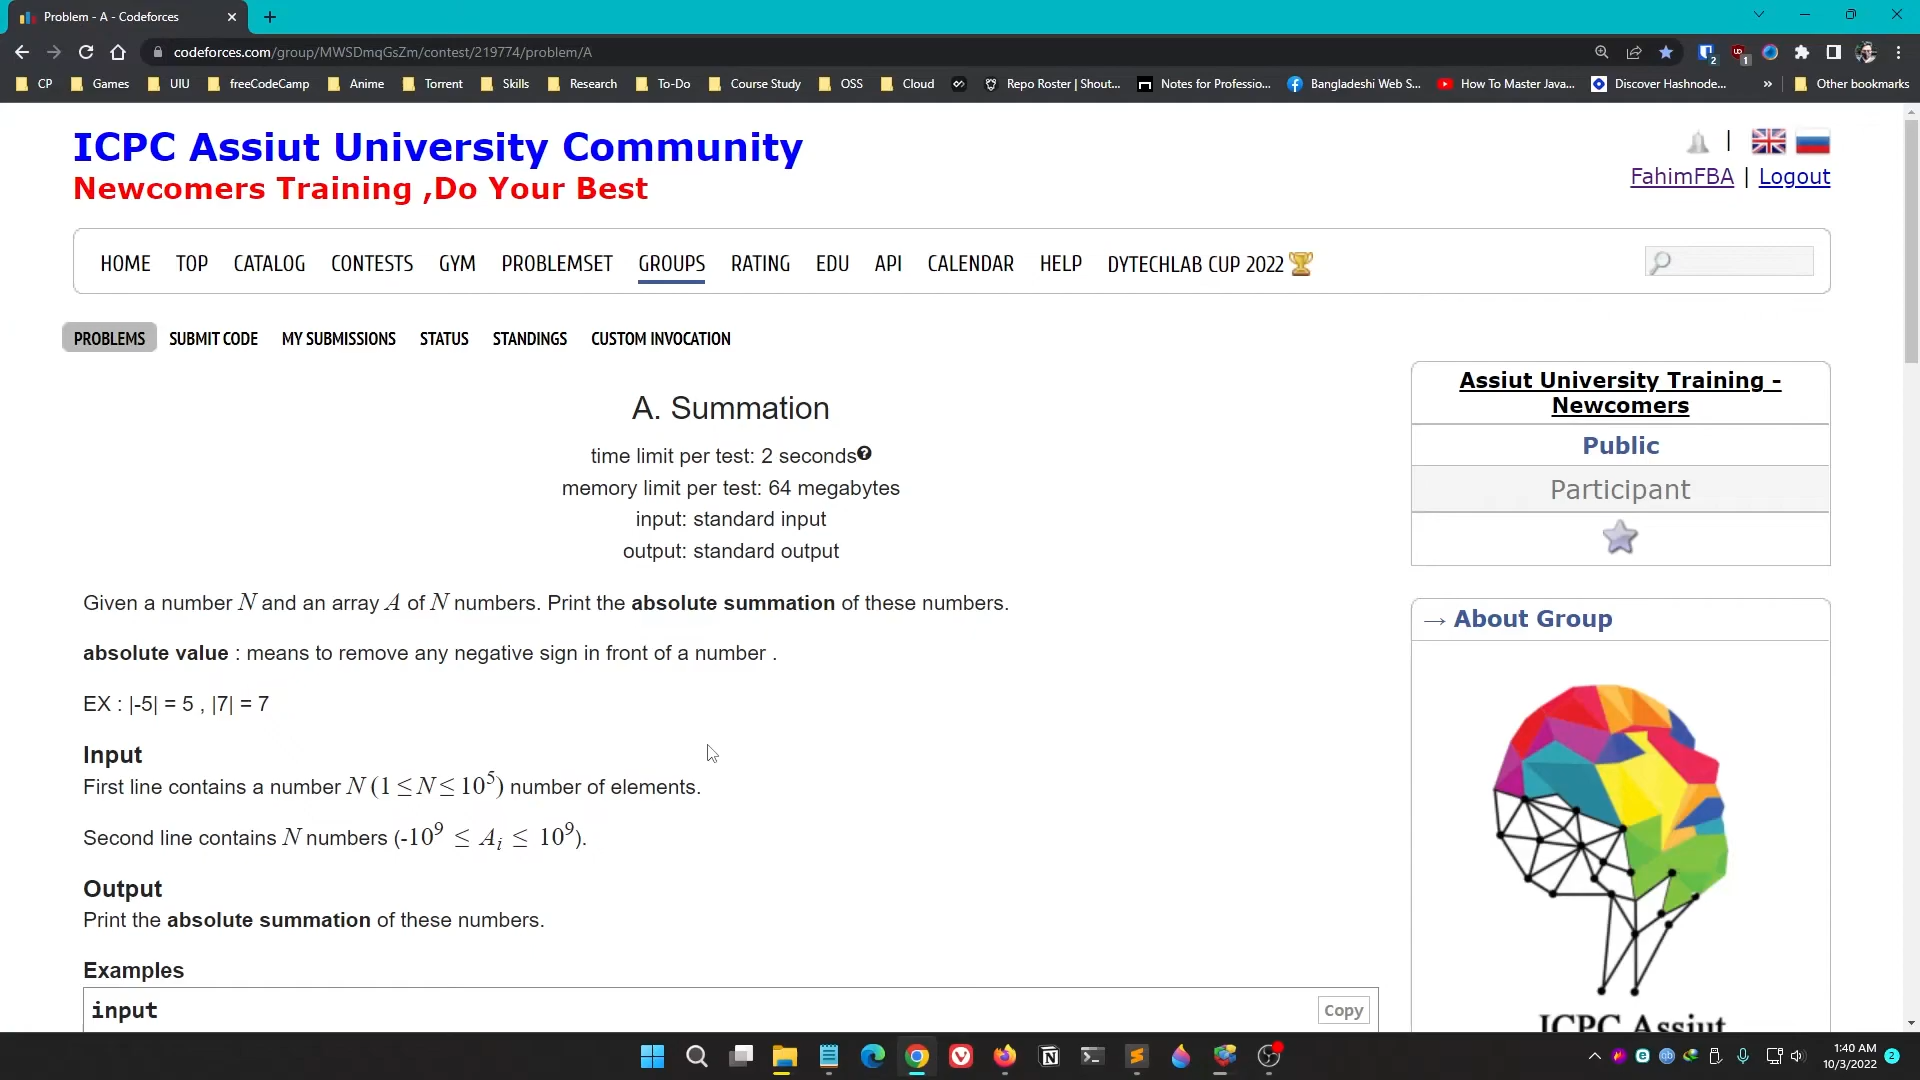 Problem - A - Codeforces
codeforces.com/group/MWSDmqGsZm/contest/219774/problem/A
CP Games UIU freeCodeCamp Anime Torrent Skills Research To-Do Course Study OSS Cloud Repo Roster | Shout... Notes for Professio... Bangladeshi Web S... How To Master Java... Discover Hashnode... » Other bookmarks
ICPC Assiut University Community
Newcomers Training ,Do Your Best
|
FahimFBA | Logout
HOME TOP CATALOG CONTESTS GYM PROBLEMSET GROUPS RATING EDU API CALENDAR HELP DYTECHLAB CUP 2022
PROBLEMS SUBMIT CODE MY SUBMISSIONS STATUS STANDINGS CUSTOM INVOCATION
A. Summation
time limit per test: 2 seconds?
memory limit per test: 64 megabytes
input: standard input
output: standard output
Given a number N and an array A of N numbers. Print the absolute summation of these numbers.
absolute value : means to remove any negative sign in front of a number .
EX : |-5| = 5 , |7| = 7
Input
First line contains a number N (1 ≤ N ≤ 10⁵) number of elements.
Second line contains N numbers (-10⁹ ≤ Aᵢ ≤ 10⁹).
Output
Print the absolute summation of these numbers.
Examples
input
Copy
Assiut University Training -
Newcomers
Public
Participant
→ About Group
ICPC Assiut
1:40 AM
10/3/2022
2